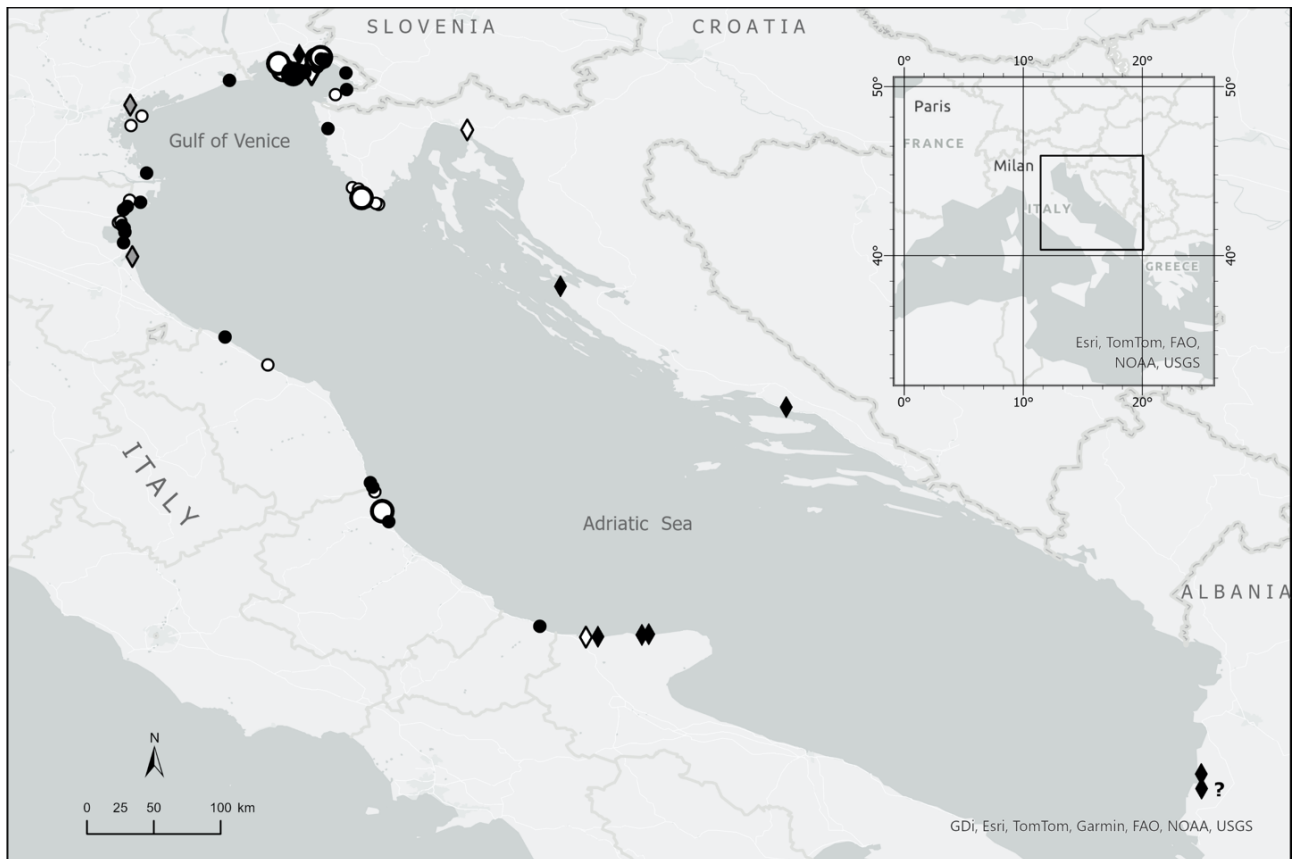 SLOVENIA
CROATIA
Gulf of Venice
ITALY
Adriatic Sea
ALBANIA
?
N
0 25 50 100 km
GDi, Esri, TomTom, Garmin, FAO, NOAA, USGS
0° 10° 20°
50° 50°
Paris
FRANCE
Milan
ITALY
40° 40°
GREECE
Esri, TomTom, FAO,
NOAA, USGS
0° 10° 20°